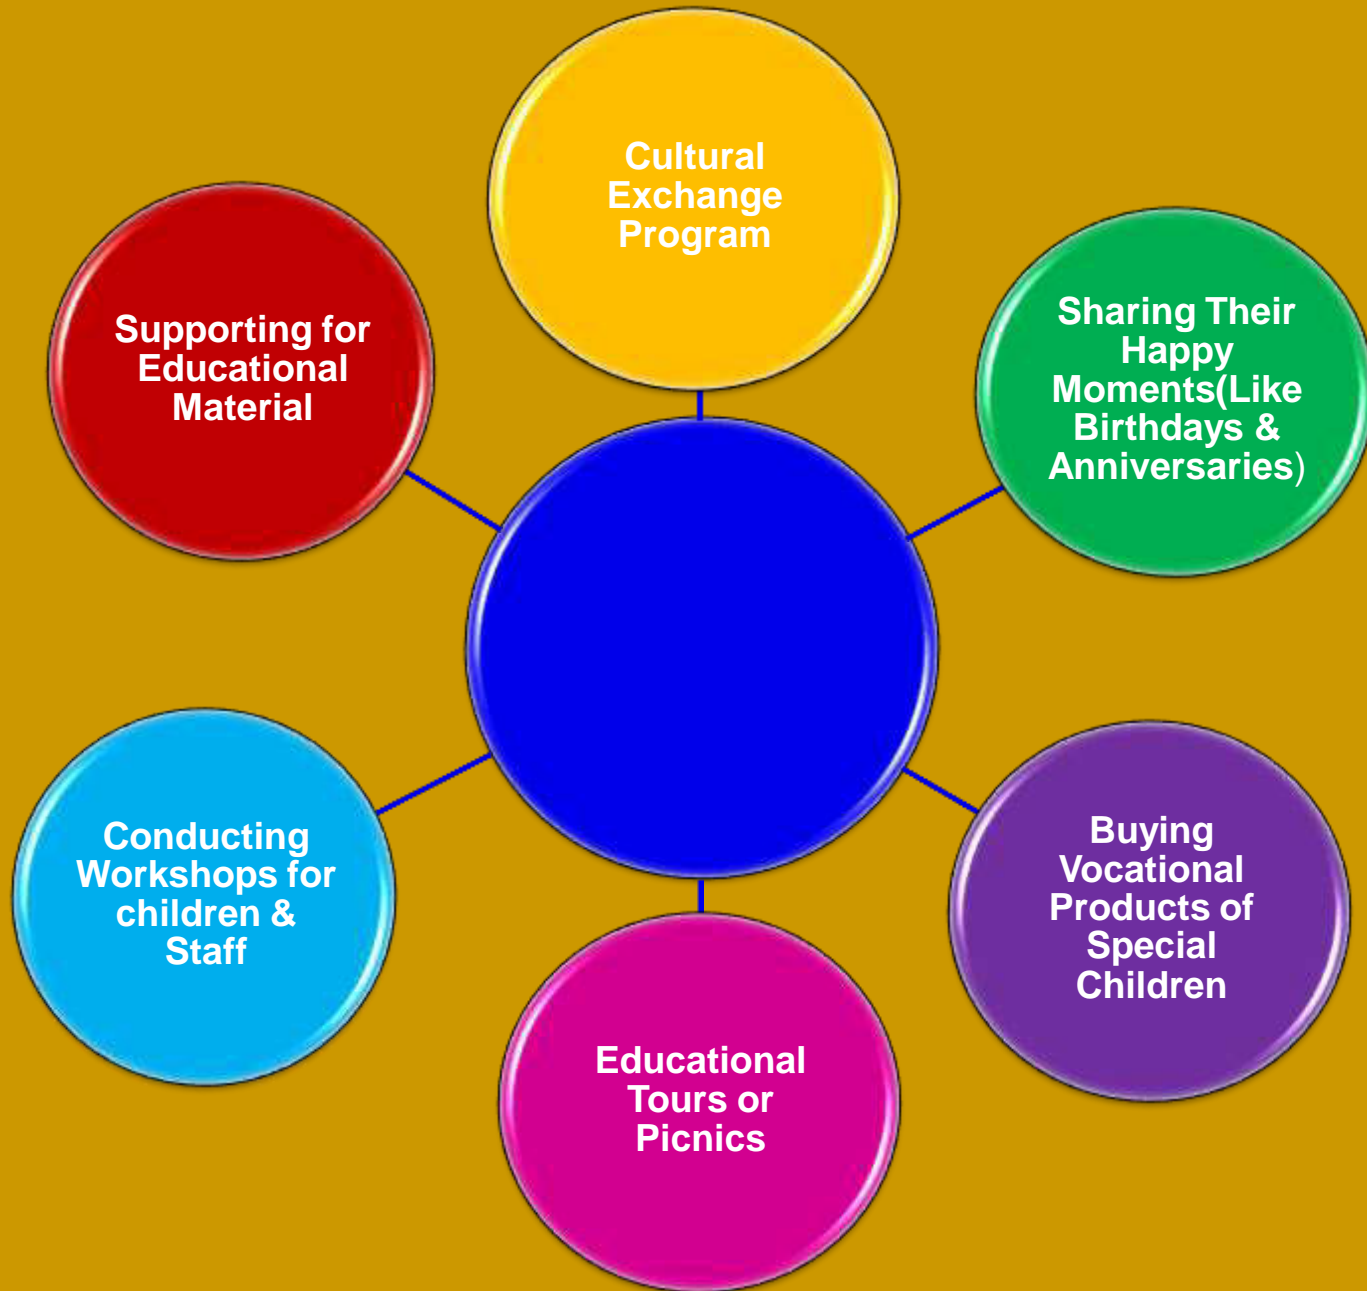 Cultural
Exchange
Program
Supporting for
Educational
Material
Sharing Their
Happy
Moments(Like
Birthdays &
Anniversaries)
Conducting
Workshops for
children &
Staff
Buying
Vocational
Products of
Special
Children
Educational
Tours or
Picnics